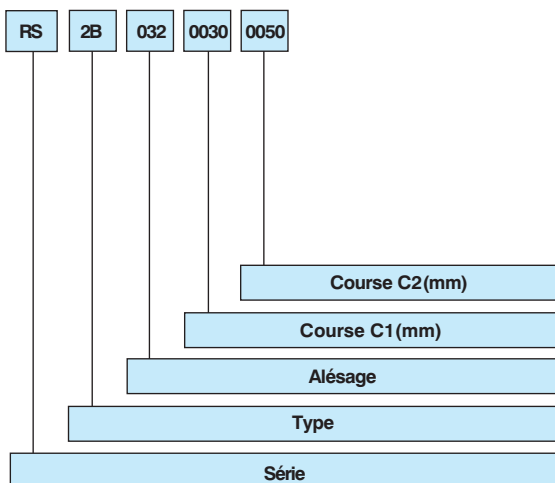 RS 2B 032 0030 0050
Course C2(mm)
Course C1(mm)
Alésage
Type
Série